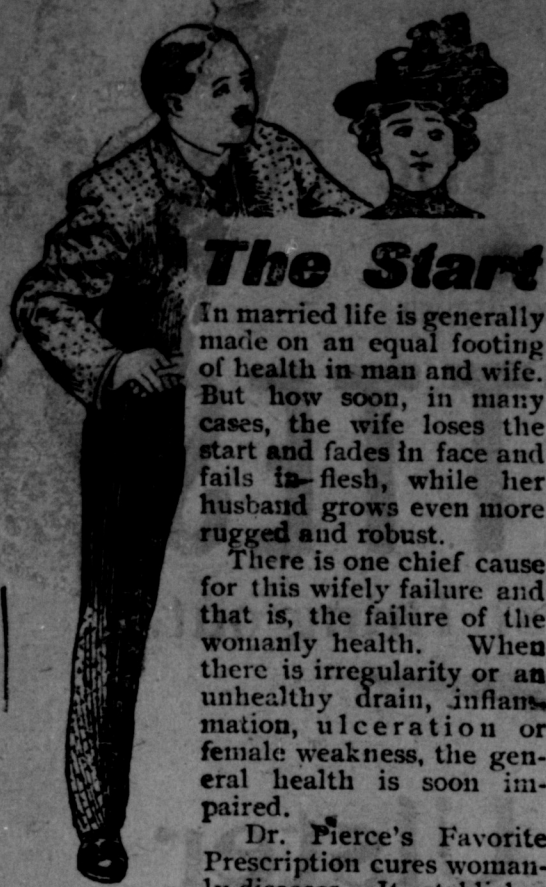 The Start
In married life is generally
made on an equal footing
of health in man and wife.
But how soon, in many
cases, the wife loses the
start and fades in face and
fails in flesh, while her
husband grows even more
rugged and robust.
There is one chief cause
for this wifely failure and
that is, the failure of the
womanly health. When
there is irregularity or an
unhealthy drain, inflam-
mation, ulceration or
female weakness, the gen-
eral health is soon im-
paired.
Dr. Pierce's Favorite
Prescription cures woman-